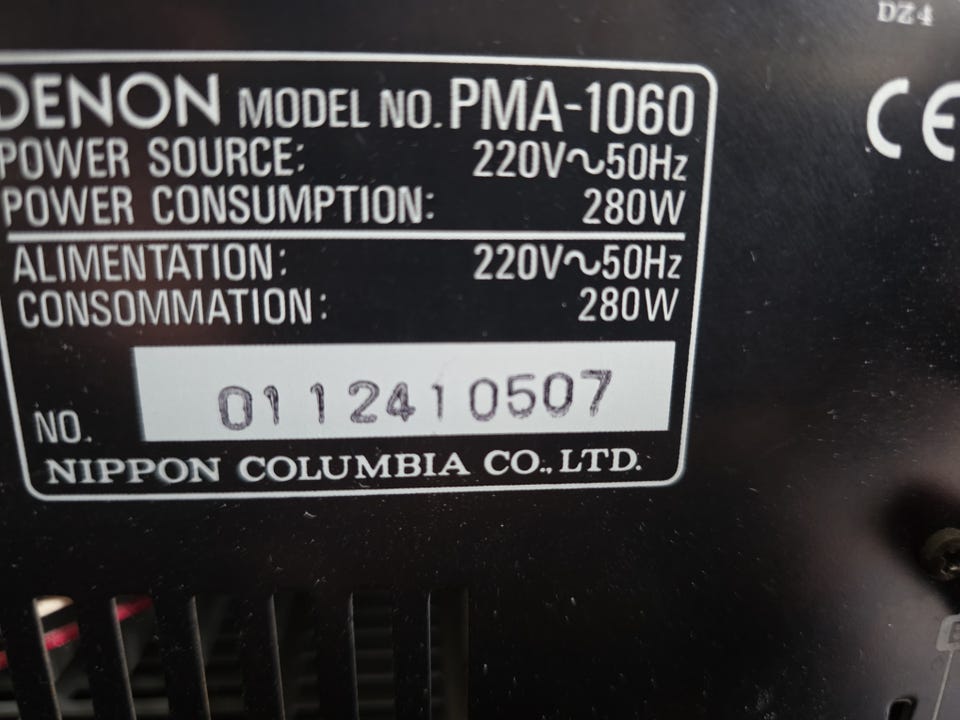 DZ4
DENON MODEL NO. PMA-1060
POWER SOURCE: 220V~50Hz
POWER CONSUMPTION: 280W
ALIMENTATION: 220V~50Hz
CONSOMMATION: 280W
NO. 0112410507
NIPPON COLUMBIA CO., LTD.
CE